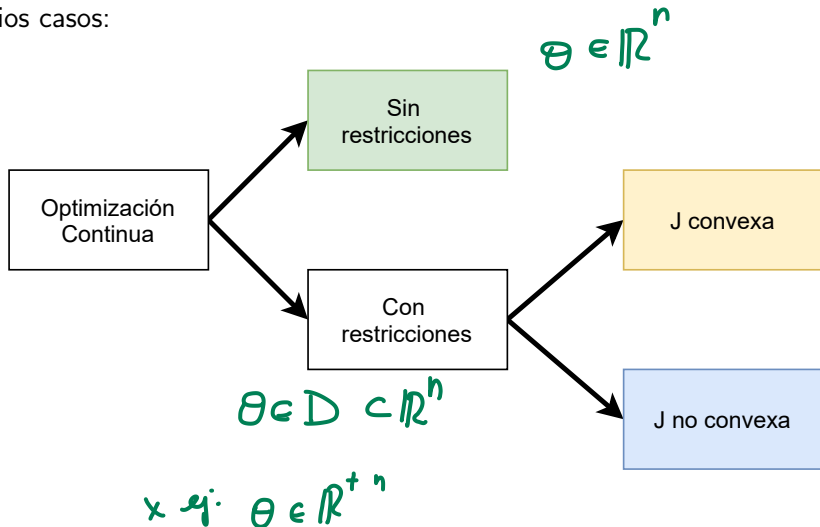 ios casos:
θ ∈ ℝⁿ
Sin
restricciones
Optimización
Continua
J convexa
Con
restricciones
θ ∈ D ⊂ ℝⁿ
J no convexa
x ej. θ ∈ ℝ⁺ ⁿ